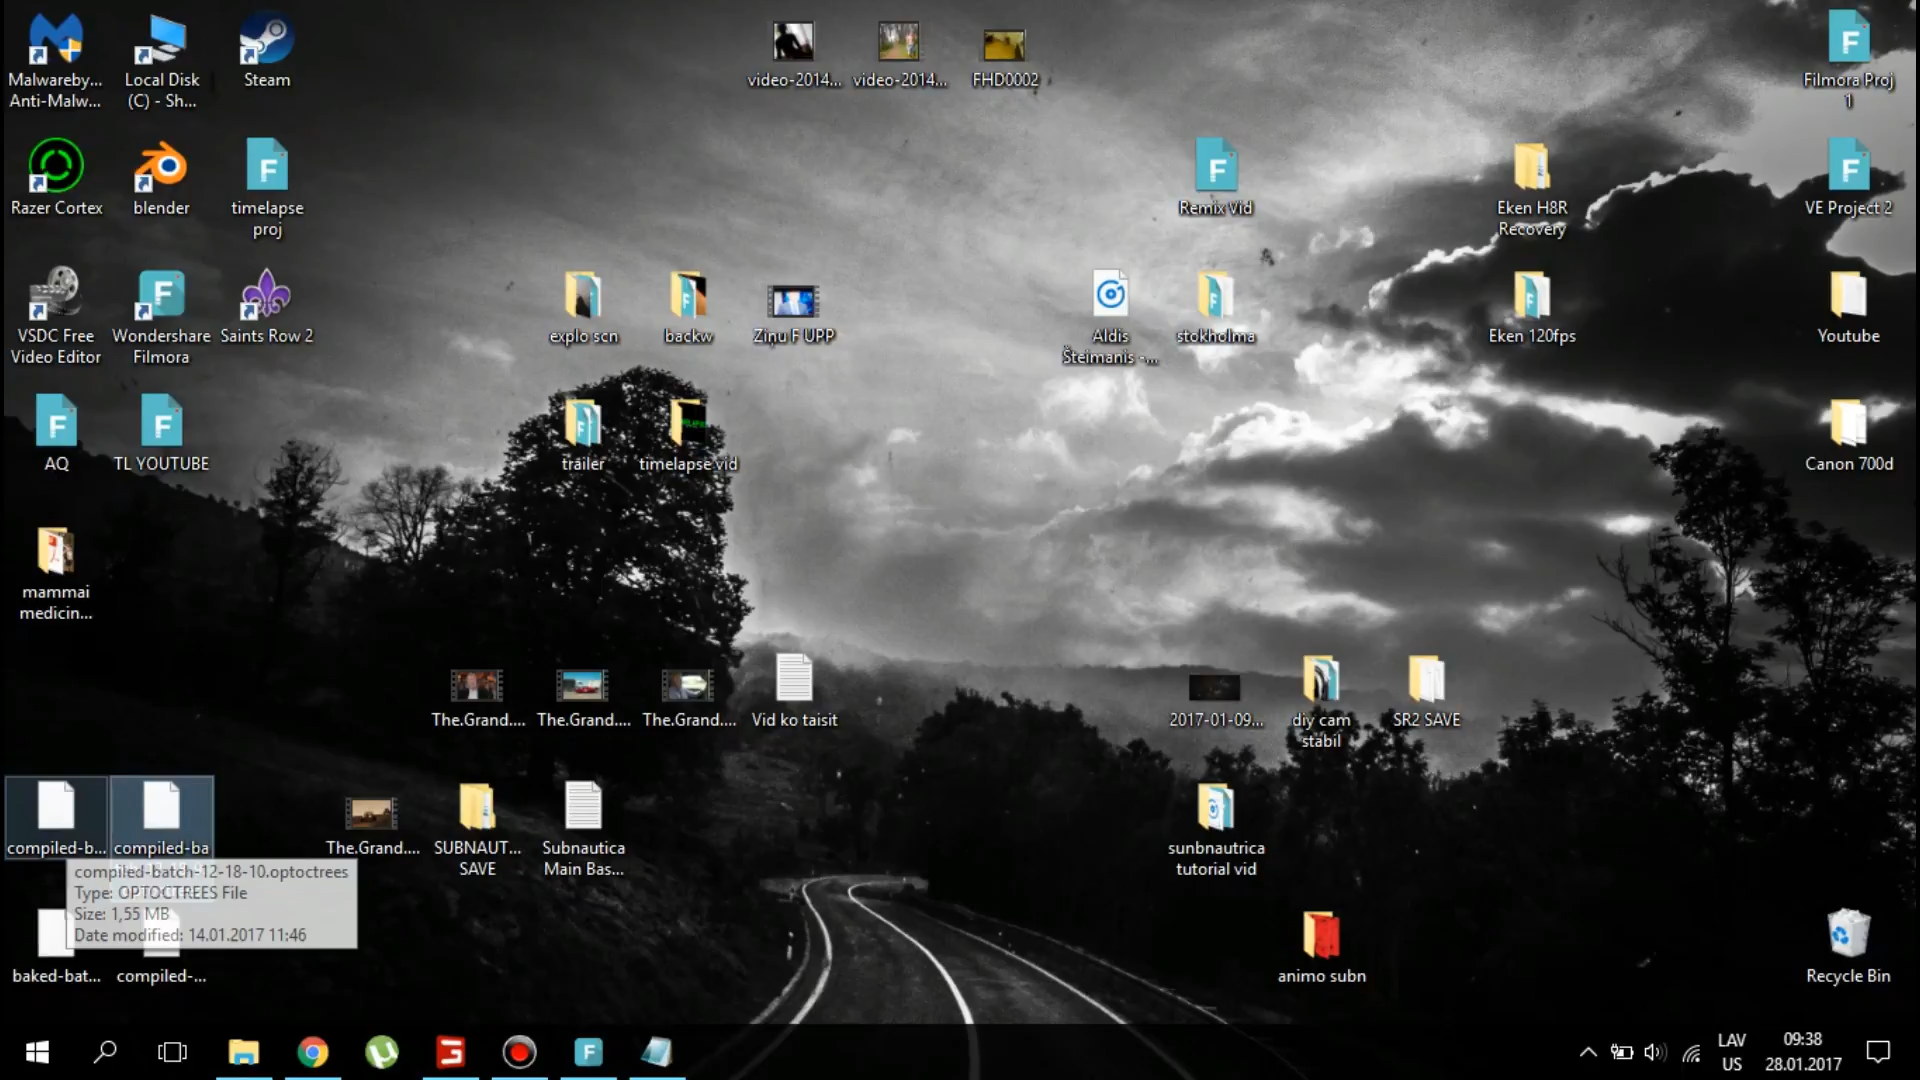 Malwareby...
Anti-Malw...
Local Disk
(C) - Sh...
Steam
video-2014...
video-2014...
FHD0002
Filmora Proj
1
Razer Cortex
blender
timelapse
proj
Remix Vid
Eken H8R
Recovery
VE Project 2
VSDC Free
Video Editor
Wondershare
Filmora
Saints Row 2
explo scn
backw
Ziņu F UPP
Aldis
Šteimanis -...
stokholma
Eken 120fps
Youtube
AQ
TL YOUTUBE
trailer
timelapse vid
Canon 700d
mammai
medicin...
The.Grand....
The.Grand....
The.Grand....
Vid ko taisit
2017-01-09...
diy cam
stabil
SR2 SAVE
compiled-b...
compiled-ba
The.Grand....
SUBNAUT...
SAVE
Subnautica
Main Bas...
sunbnautrica
tutorial vid
compiled-batch-12-18-10.optoctrees
Type: OPTOCTREES File
Size: 1,55 MB
Date modified: 14.01.2017 11:46
baked-bat...
compiled-...
animo subn
Recycle Bin
LAV
US
09:38
28.01.2017